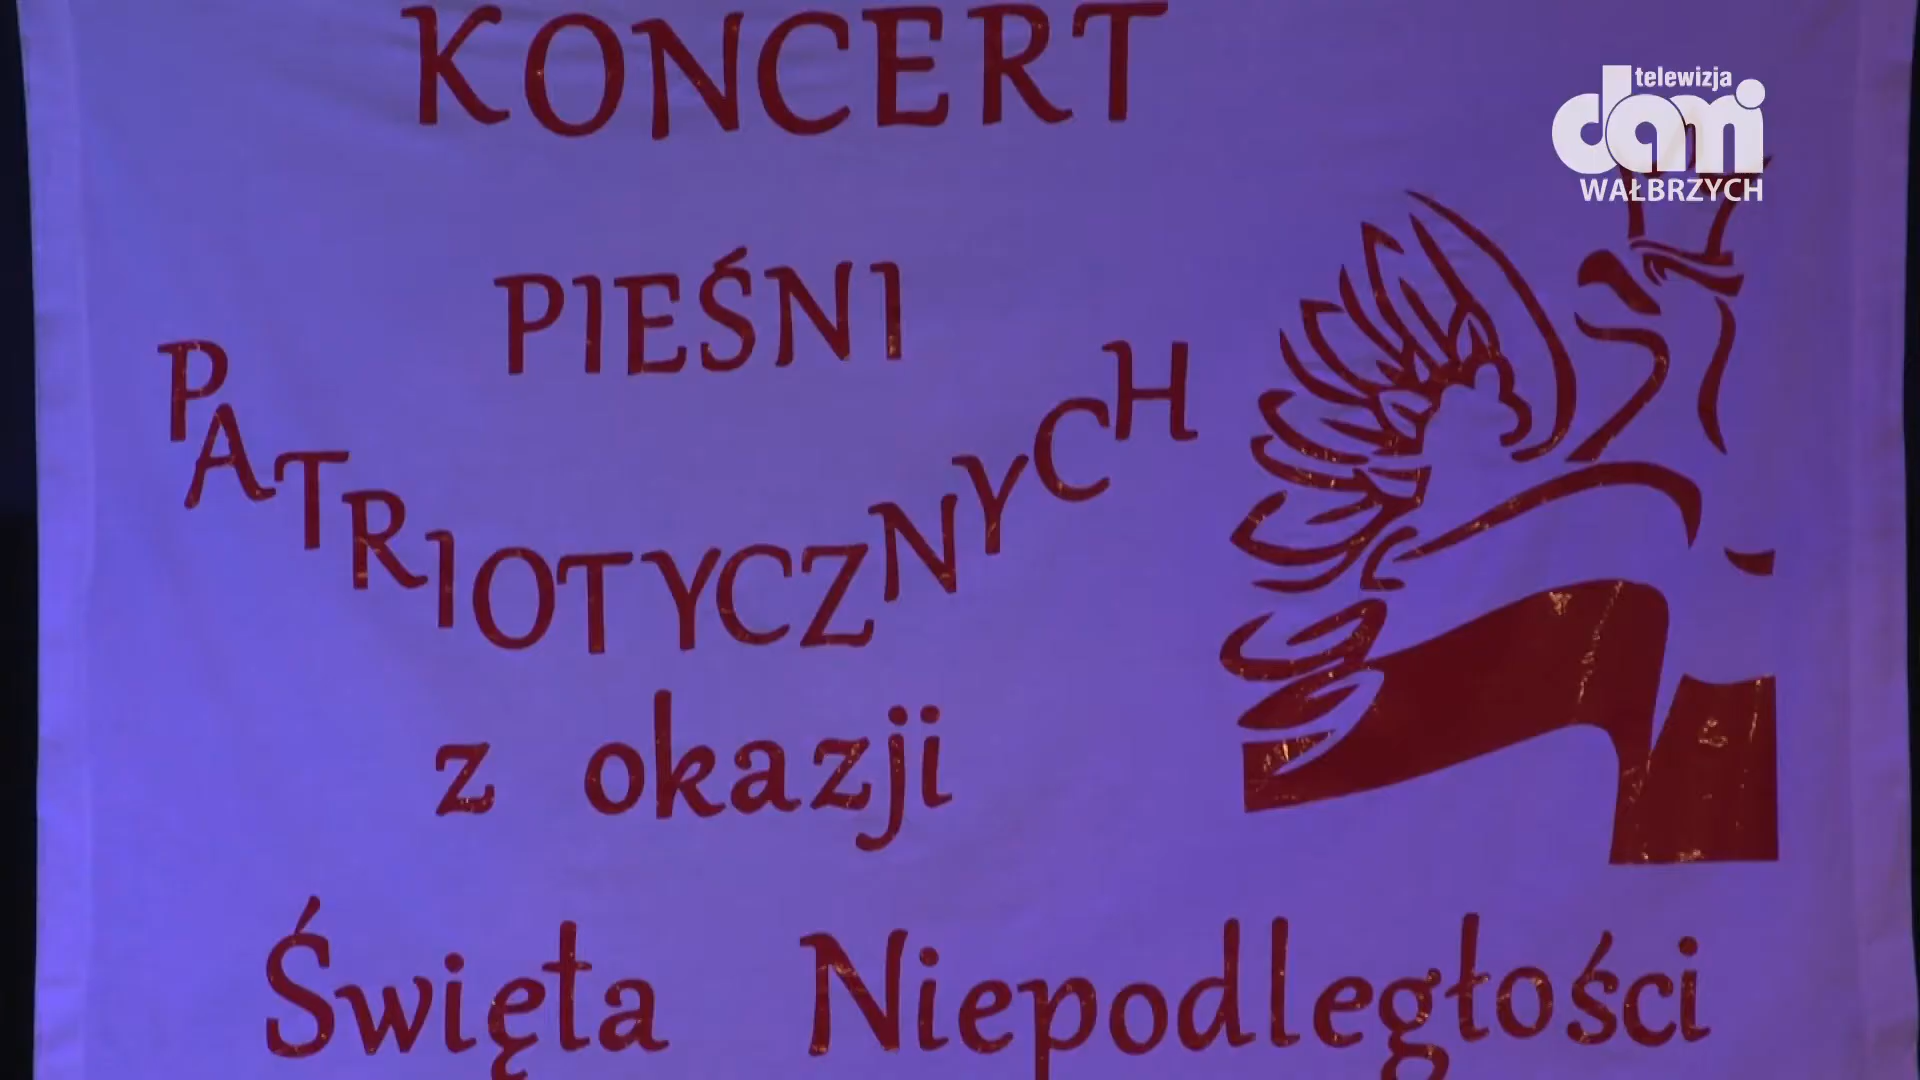 KONCERT
telewizja
dami
WAŁBRZYCH
PIEŚNI
PATRIOTYCZNYCH
z okazji
Święta Niepodległości